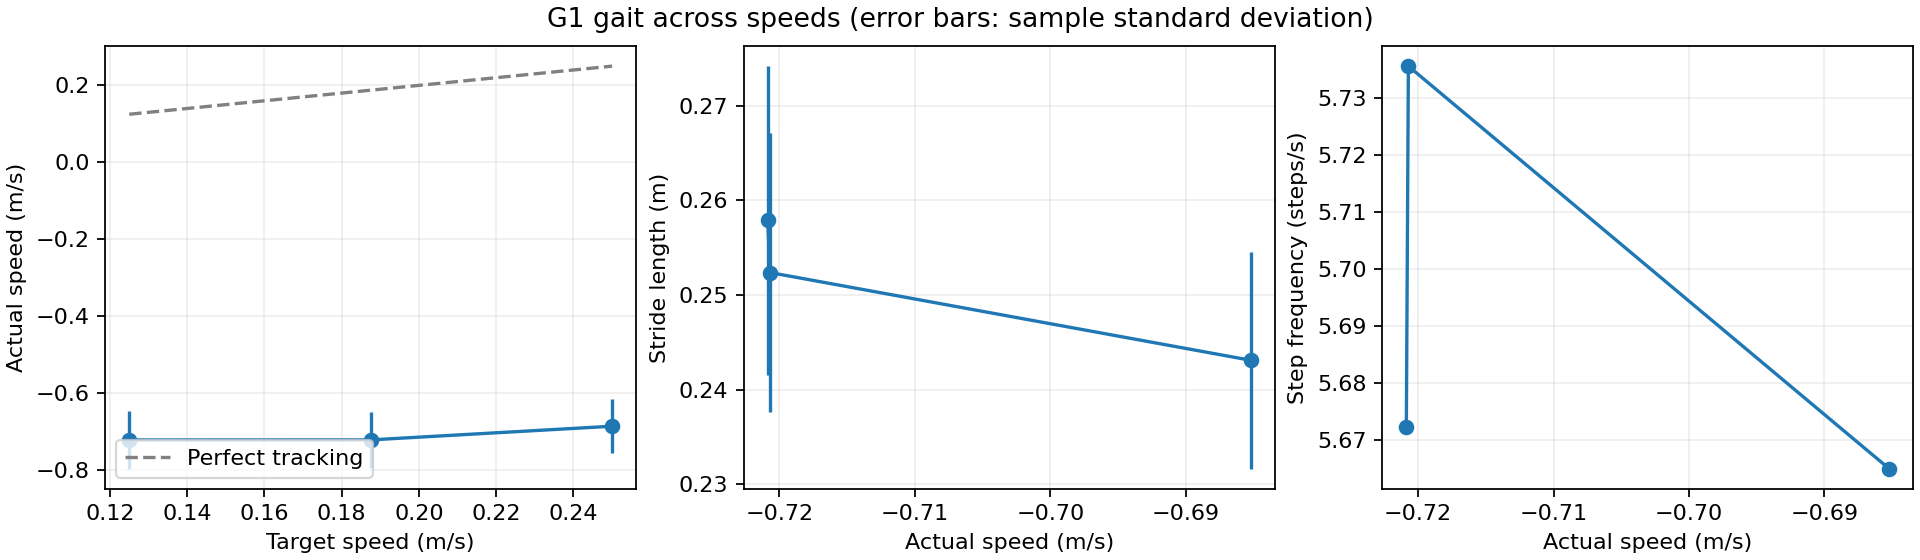 G1 gait across speeds (error bars: sample standard deviation)
Actual speed (m/s)
0.2
0.0
−0.2
−0.4
−0.6
−0.8
Perfect tracking
0.12 0.14 0.16 0.18 0.20 0.22 0.24
Target speed (m/s)
Stride length (m)
0.27
0.26
0.25
0.24
0.23
−0.72 −0.71 −0.70 −0.69
Actual speed (m/s)
Step frequency (steps/s)
5.73
5.72
5.71
5.70
5.69
5.68
5.67
−0.72 −0.71 −0.70 −0.69
Actual speed (m/s)